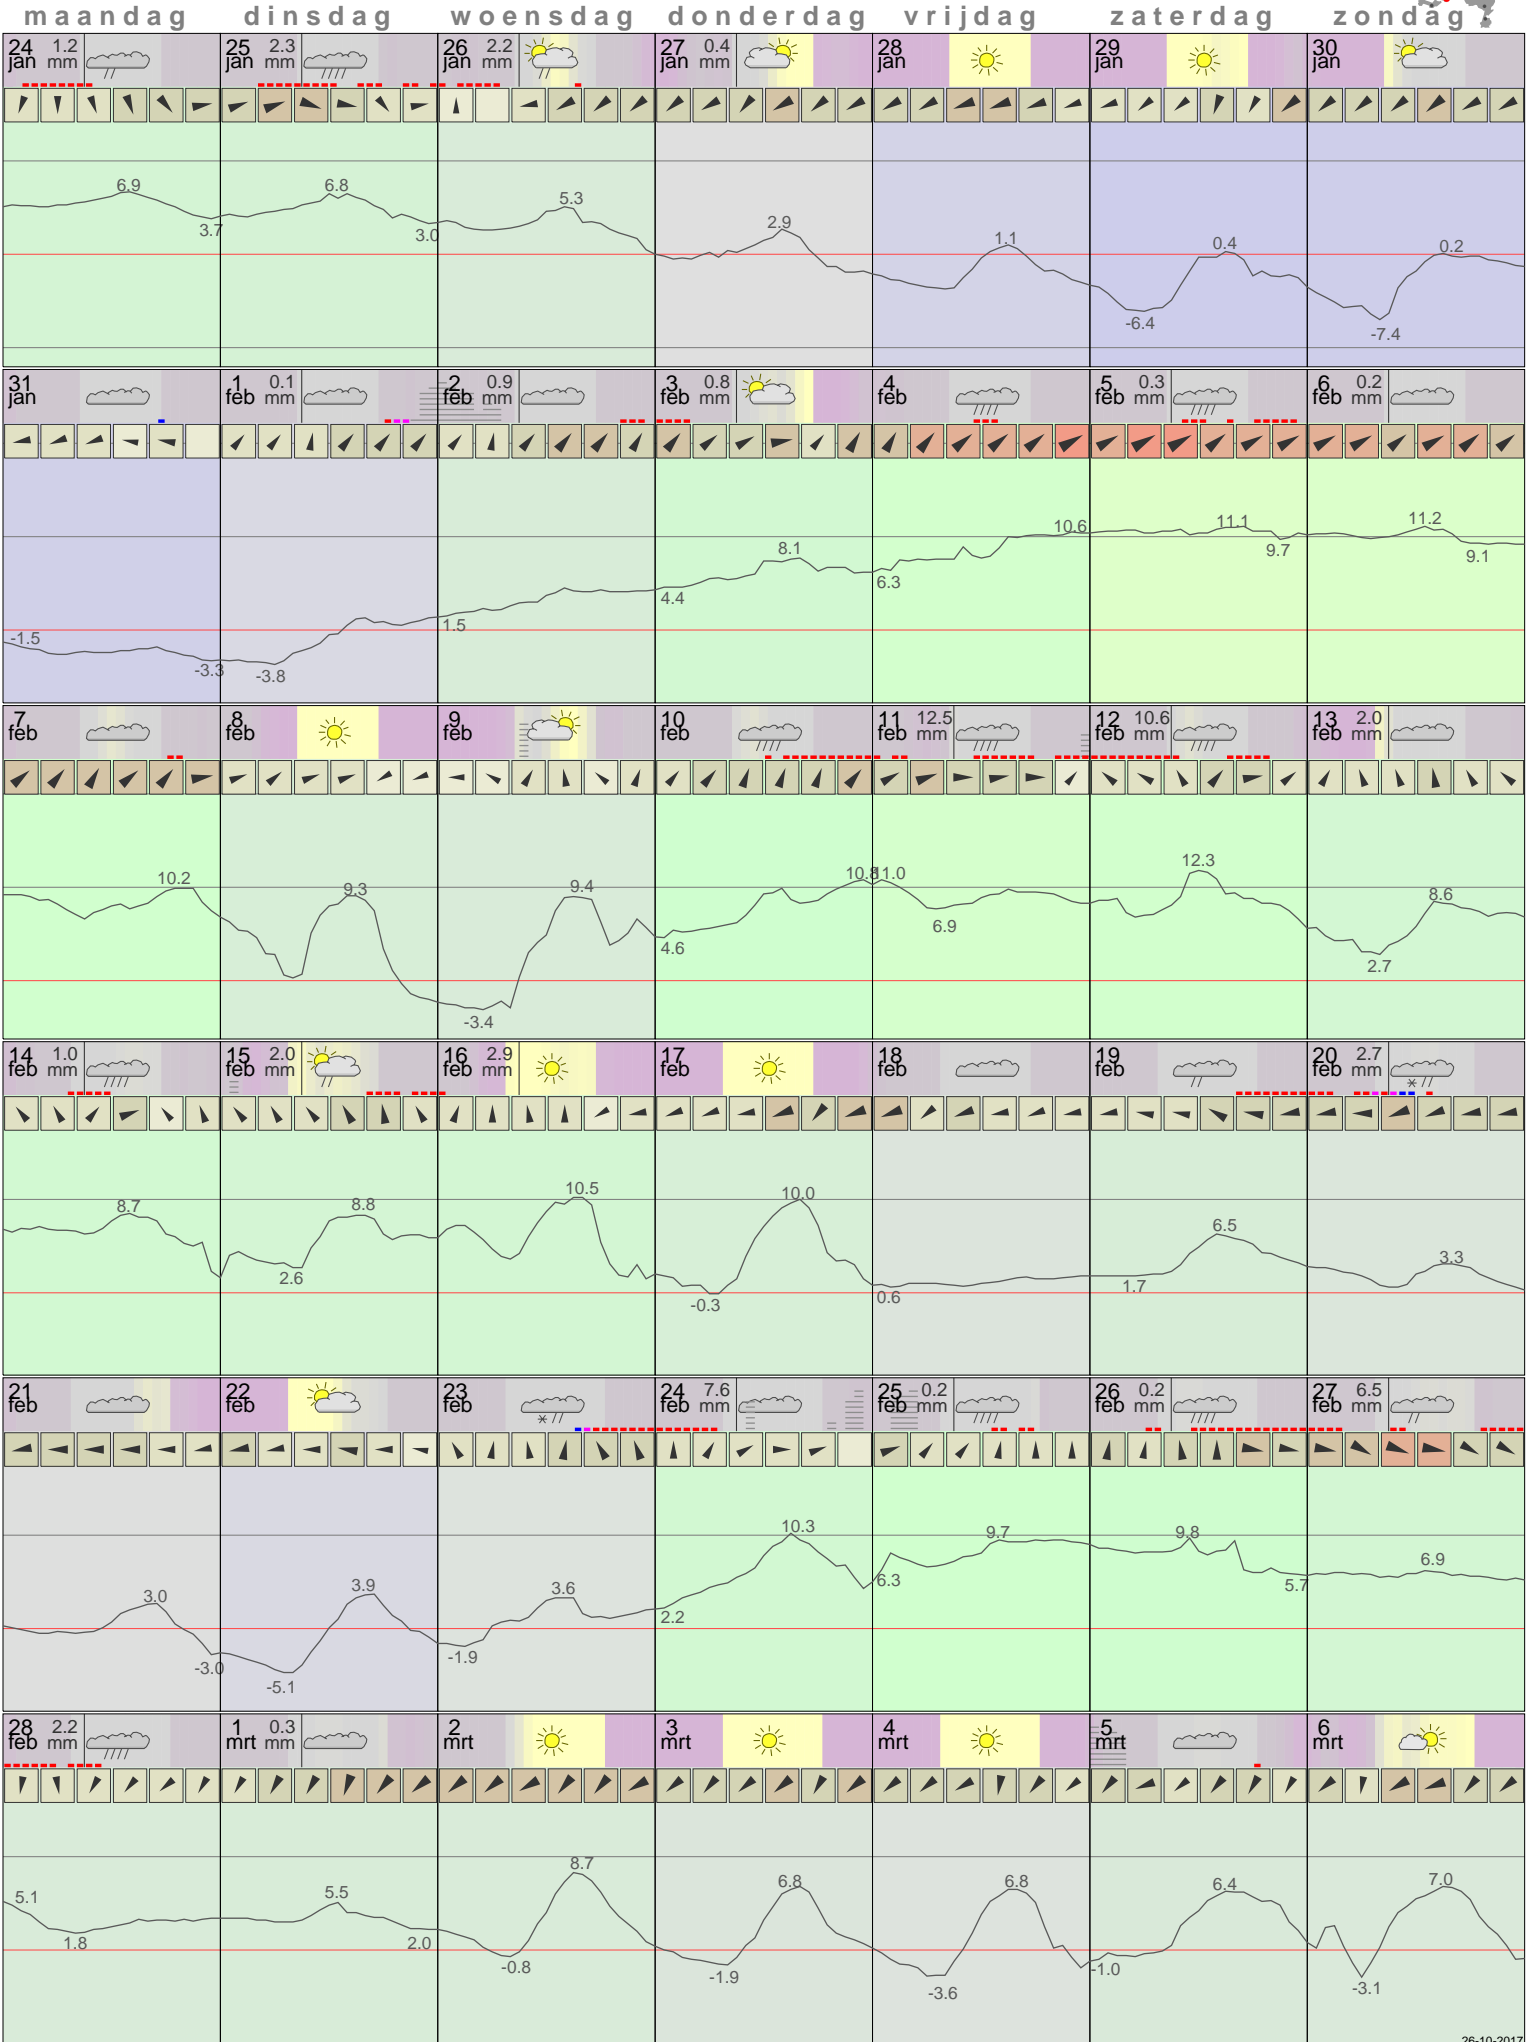 maandag dinsdag woensdag donderdag vrijdag zaterdag zondag
24 1.2 25 2.3 26 2.2 27 0.4 28 29 30
jan mm jan mm jan mm jan mm jan jan jan
6.9 3.7 6.8 3.0 5.3 2.9 1.1 -6.4 0.4 -7.4 0.2
31 1 0.1 2 0.9 3 0.8 4 5 0.3 6 0.2
jan feb mm feb mm feb mm feb feb mm feb mm
-1.5 -3.3 -3.8 1.5 4.4 8.1 6.3 10.6 11.1 9.7 11.2 9.1
7 8 9 10 11 12.5 12 10.6 13 2.0
feb feb feb feb feb mm feb mm feb mm
10.2 9.3 -3.4 9.4 4.6 10.8 11.0 6.9 12.3 2.7 8.6
14 1.0 15 2.0 16 2.9 17 18 19 20 2.7
feb mm feb mm feb mm feb feb feb feb mm
8.7 2.6 8.8 10.5 -0.3 10.0 0.6 1.7 6.5 3.3
21 22 23 24 7.6 25 0.2 26 0.2 27 6.5
feb feb feb feb mm feb mm feb mm feb mm
3.0 -3.0 -5.1 3.9 -1.9 3.6 2.2 10.3 6.3 9.7 9.8 5.7 6.9
28 2.2 1 0.3 2 3 4 5 6
feb mm mrt mm mrt mrt mrt mrt mrt
5.1 1.8 5.5 2.0 -0.8 8.7 -1.9 6.8 -3.6 6.8 -1.0 6.4 -3.1 7.0
26-10-2017